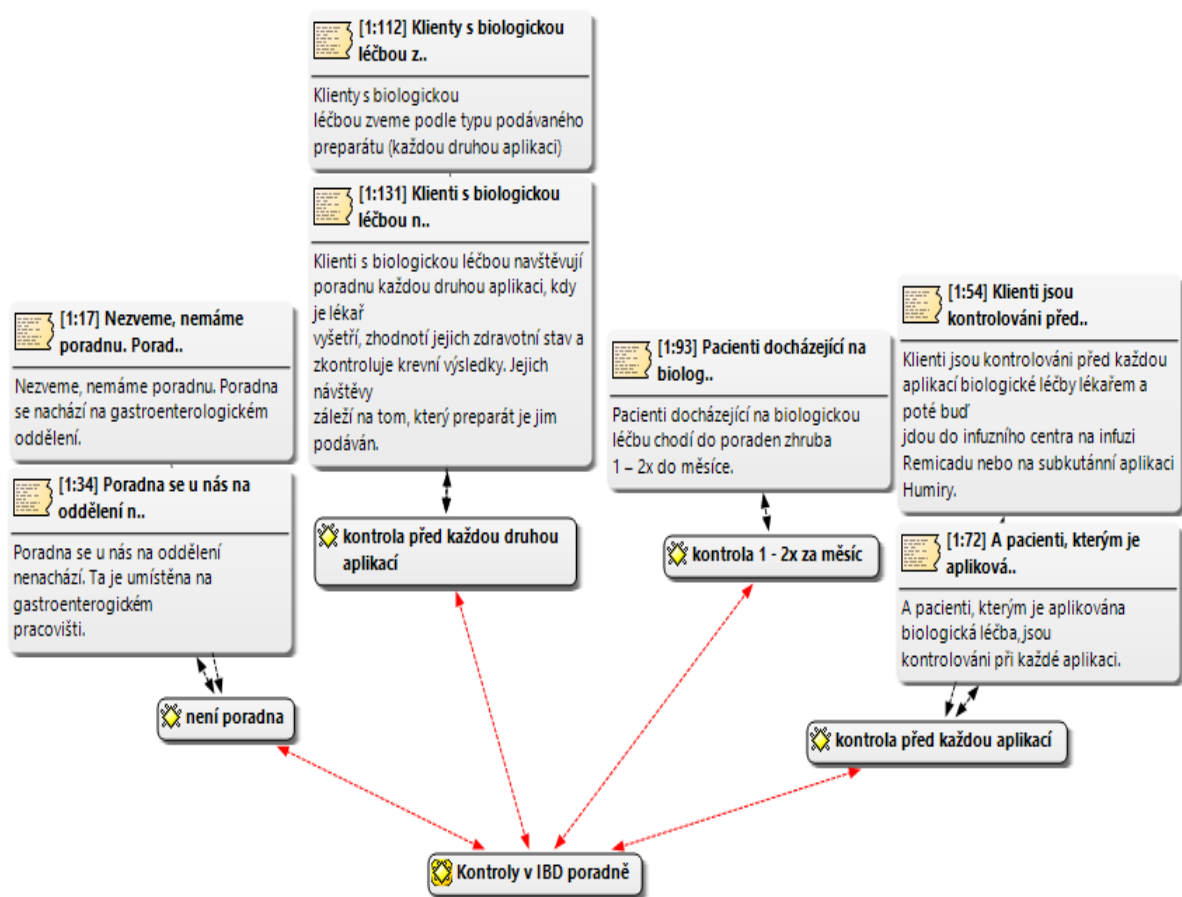 [1:112] Klienty s biologickou
léčbou z..
Klienty s biologickou
léčbou zveme podle typu podávaného
preparátu (každou druhou aplikaci)
[1:131] Klienti s biologickou
léčbou n..
Klienti s biologickou léčbou navštěvují
poradnu každou druhou aplikaci, kdy
je lékař
vyšetří, zhodnotí jejich zdravotní stav a
zkontroluje krevní výsledky. Jejich
návštěvy
záleží na tom, který preparát je jim
podáván.
kontrola před každou druhou
aplikací
[1:17] Nezveme, nemáme
poradnu. Porad..
Nezveme, nemáme poradnu. Poradna
se nachází na gastroenterologickém
oddělení.
[1:34] Poradna se u nás na
oddělení n..
Poradna se u nás na oddělení
nenachází. Ta je umístěna na
gastroenterogickém
pracovišti.
není poradna
[1:93] Pacienti docházející na
biolog..
Pacienti docházející na biologickou
léčbu chodí do poraden zhruba
1 – 2x do měsíce.
kontrola 1 - 2x za měsíc
[1:54] Klienti jsou
kontrolováni před..
Klienti jsou kontrolováni před každou
aplikací biologické léčby lékařem a
poté buď
jdou do infuzního centra na infuzi
Remicadu nebo na subkutánní aplikaci
Humiry.
[1:72] A pacienti, kterým je
apliková..
A pacienti, kterým je aplikována
biologická léčba, jsou
kontrolováni při každé aplikaci.
kontrola před každou aplikací
Kontroly v IBD poradně